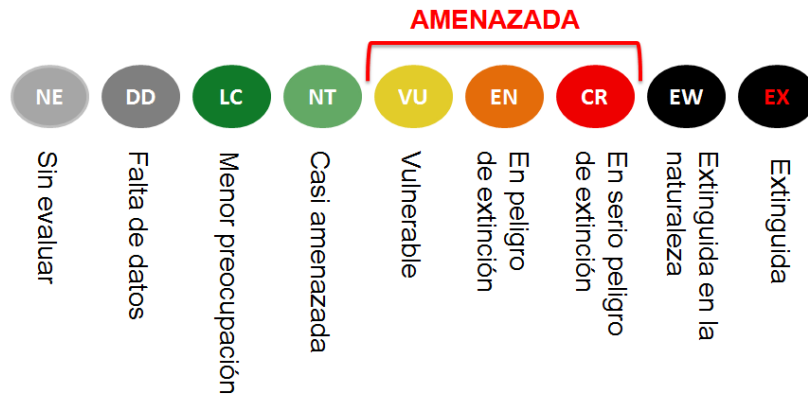 AMENAZADA
NE
DD
LC
NT
VU
EN
CR
EW
EX
Sin evaluar
Falta de datos
Menor preocupación
Casi amenazada
Vulnerable
En peligro
de extinción
En serio peligro
de extinción
Extinguida en la
naturaleza
Extinguida